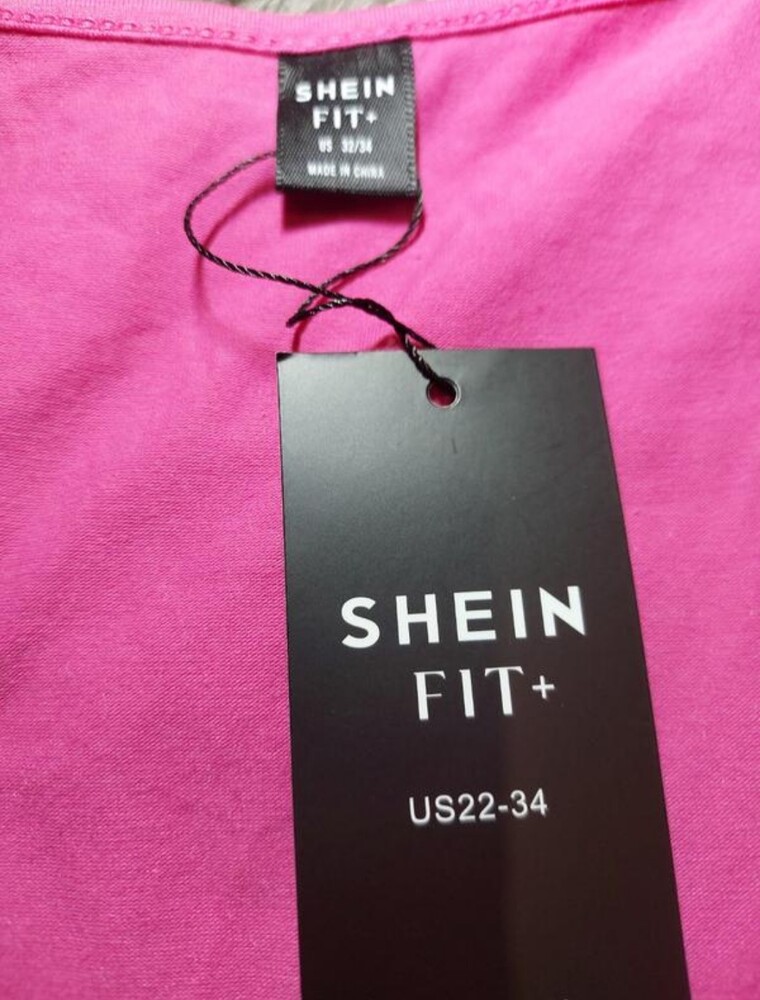 SHEIN
FIT+
US 32/34
MADE IN CHINA
SHEIN
FIT+
US22-34